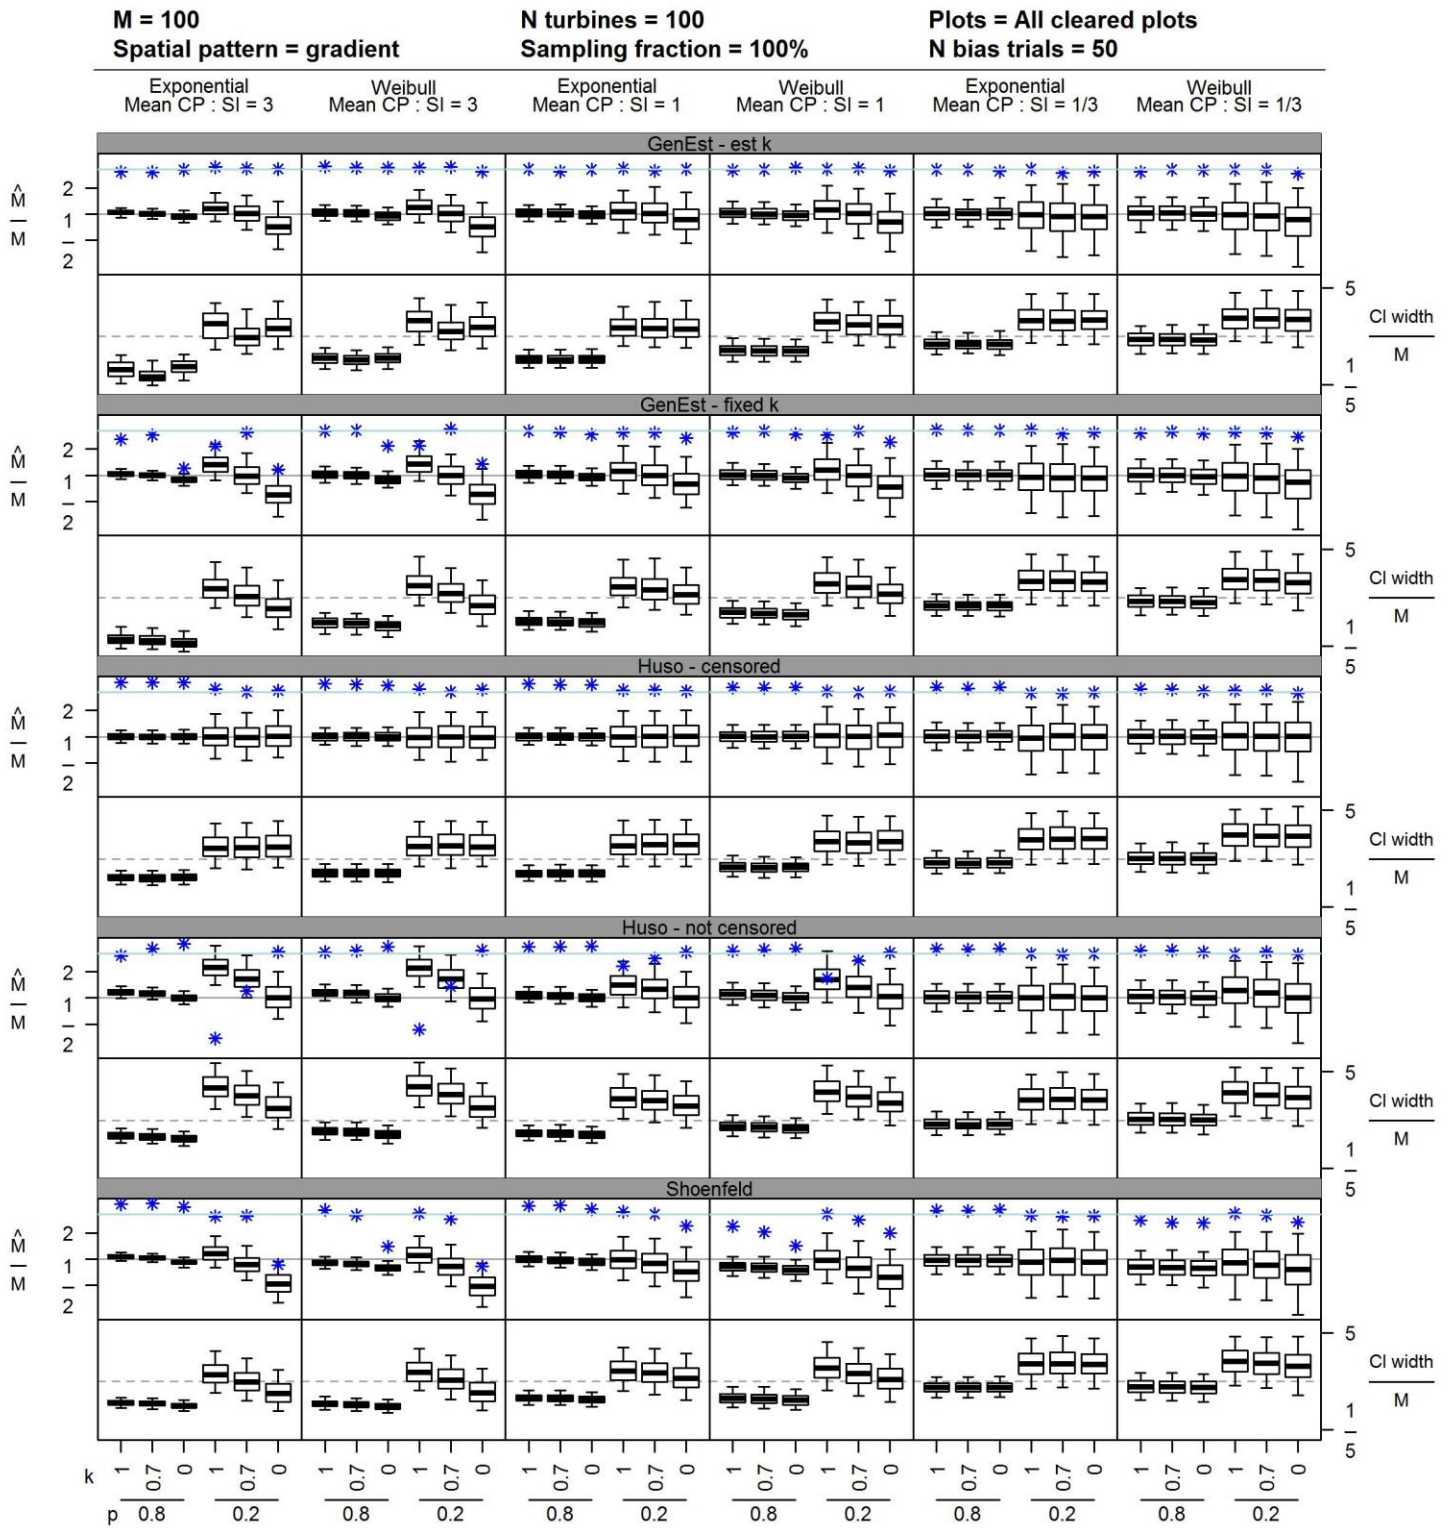 M = 100 N turbines = 100 Plots = All cleared plots
Spatial pattern = gradient Sampling fraction = 100% N bias trials = 50
Exponential Weibull Exponential Weibull Exponential Weibull
Mean CP : SI = 3 Mean CP : SI = 3 Mean CP : SI = 1 Mean CP : SI = 1 Mean CP : SI = 1/3 Mean CP : SI = 1/3
GenEst - est k
M̂
M
2
1
1
2
5
1
5
CI width
M
GenEst - fixed k
M̂
M
2
1
2
5
1
5
CI width
M
Huso - censored
M̂
M
2
1
2
5
1
5
CI width
M
Huso - not censored
M̂
M
2
1
2
5
1
5
CI width
M
Shoenfeld
M̂
M
2
1
2
5
1
5
CI width
M
k 1 0.7 0 1 0.7 0 1 0.7 0 1 0.7 0 1 0.7 0 1 0.7 0 1 0.7 0 1 0.7 0 1 0.7 0 1 0.7 0 1 0.7 0 1 0.7 0
p 0.8 0.2 0.8 0.2 0.8 0.2 0.8 0.2 0.8 0.2 0.8 0.2